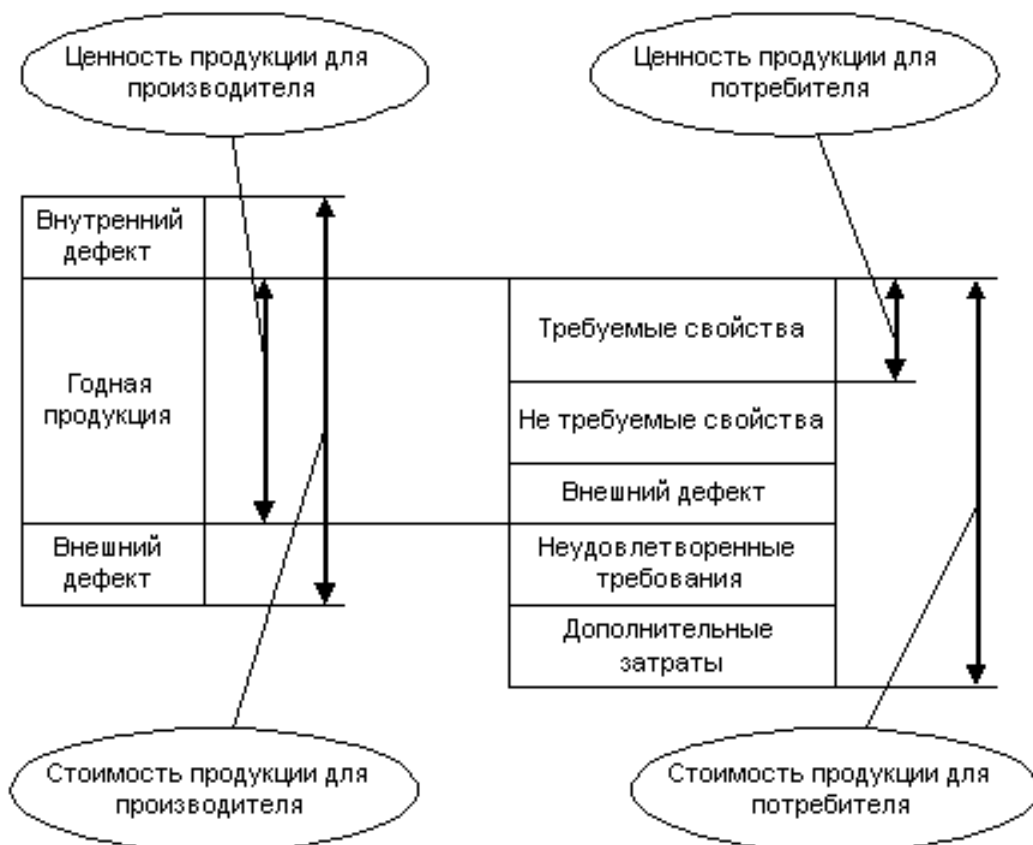 Ценность продукции для
производителя
Ценность продукции для
потребителя
Внутренний
дефект
Годная
продукция
Внешний
дефект
Требуемые свойства
Не требуемые свойства
Внешний дефект
Неудовлетворенные
требования
Дополнительные
затраты
Стоимость продукции для
производителя
Стоимость продукции для
потребителя